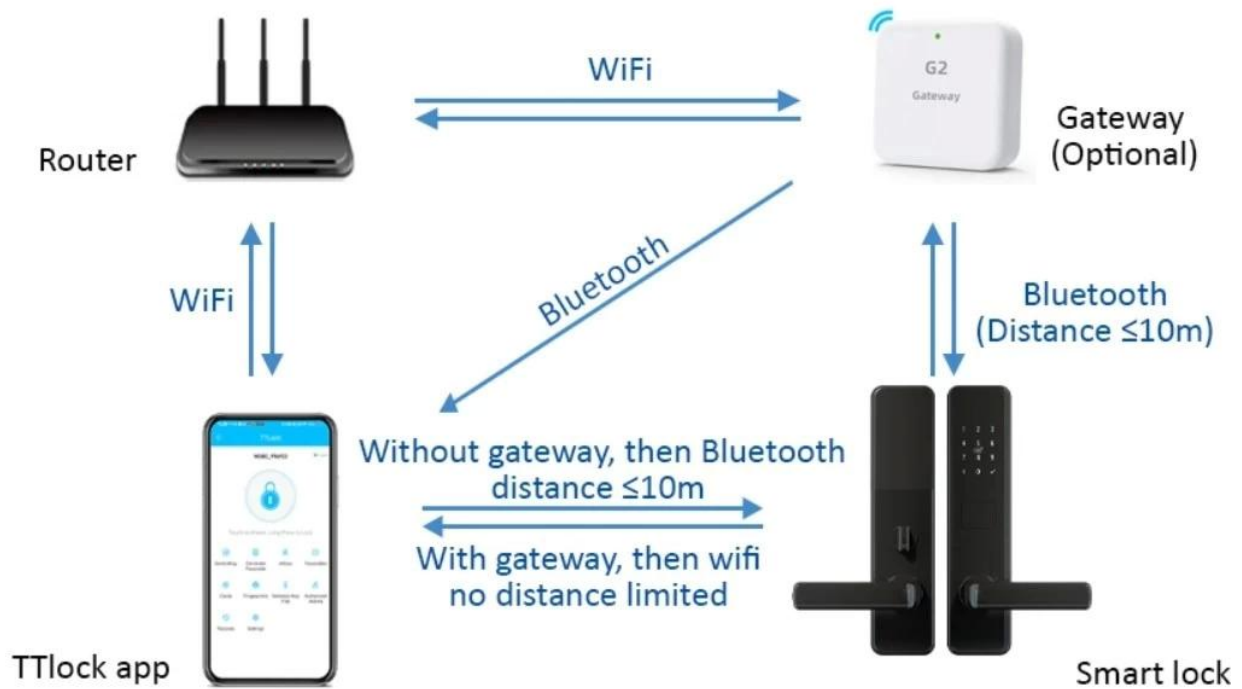 WiFi
G2
Gateway
Gateway
(Optional)
Router
Bluetooth
WiFi
Bluetooth
(Distance ≤10m)
Without gateway, then Bluetooth
distance ≤10m
With gateway, then wifi
no distance limited
TTlock app
Smart lock